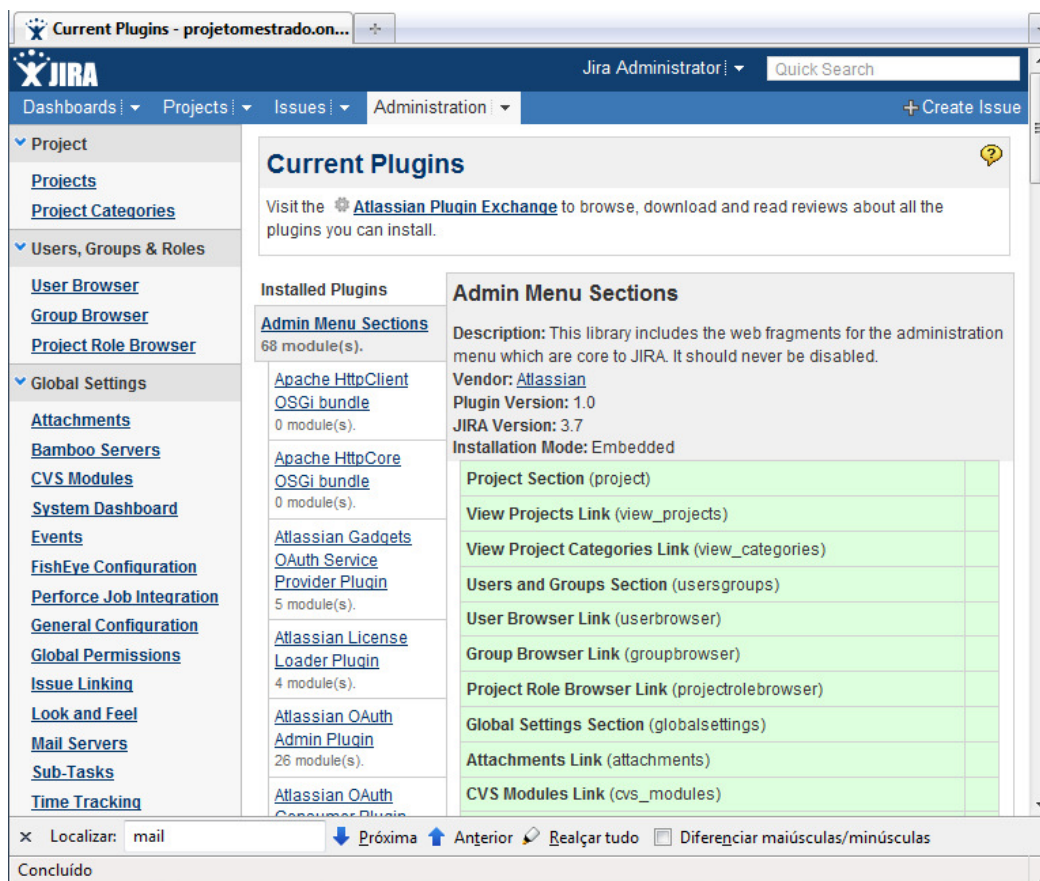 Current Plugins - projetomestrado.on...
JIRA
Jira Administrator
Quick Search
Dashboards
Projects
Issues
Administration
Create Issue
Project
Projects
Project Categories
Users, Groups & Roles
User Browser
Group Browser
Project Role Browser
Global Settings
Attachments
Bamboo Servers
CVS Modules
System Dashboard
Events
FishEye Configuration
Perforce Job Integration
General Configuration
Global Permissions
Issue Linking
Look and Feel
Mail Servers
Sub-Tasks
Time Tracking
Current Plugins
Visit the Atlassian Plugin Exchange to browse, download and read reviews about all the
plugins you can install.
Installed Plugins
Admin Menu Sections
68 module(s).
Apache HttpClient
OSGi bundle
0 module(s).
Apache HttpCore
OSGi bundle
0 module(s).
Atlassian Gadgets
OAuth Service
Provider Plugin
5 module(s).
Atlassian License
Loader Plugin
4 module(s).
Atlassian OAuth
Admin Plugin
26 module(s).
Atlassian OAuth
Consumer Plugin
Admin Menu Sections
Description: This library includes the web fragments for the administration
menu which are core to JIRA. It should never be disabled.
Vendor: Atlassian
Plugin Version: 1.0
JIRA Version: 3.7
Installation Mode: Embedded
Project Section (project)
View Projects Link (view_projects)
View Project Categories Link (view_categories)
Users and Groups Section (usersgroups)
User Browser Link (userbrowser)
Group Browser Link (groupbrowser)
Project Role Browser Link (projectrolebrowser)
Global Settings Section (globalsettings)
Attachments Link (attachments)
CVS Modules Link (cvs_modules)
Localizar: mail Próxima Anterior Realçar tudo Diferenciar maiúsculas/minúsculas
Concluído